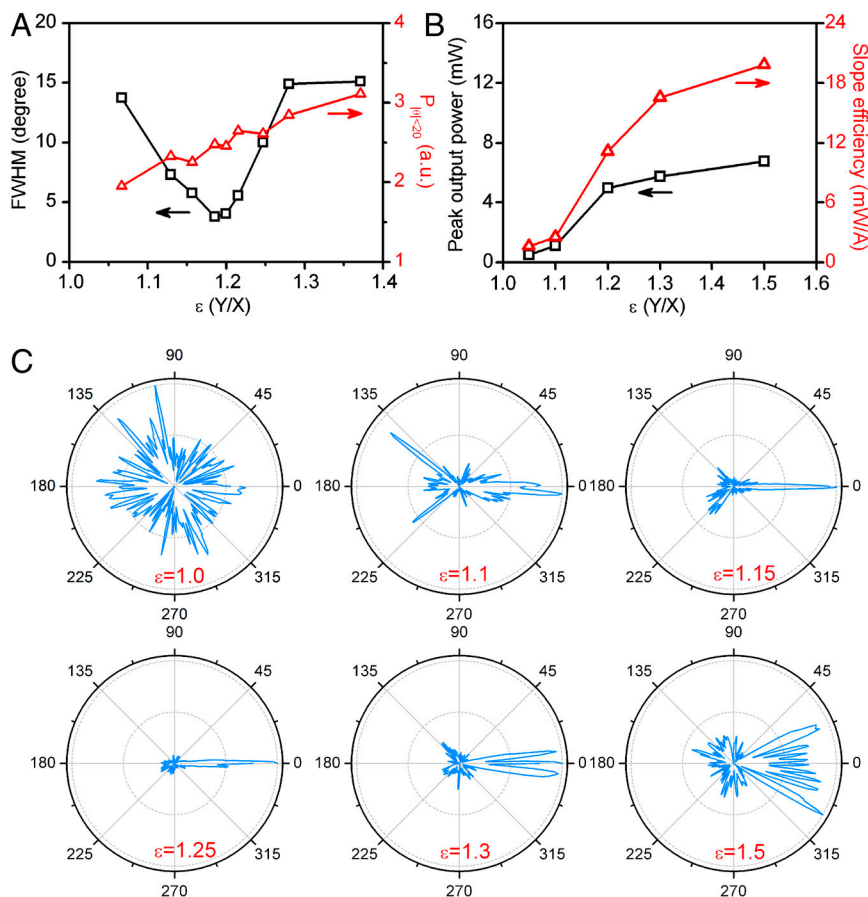 A
20
15
10
5
0
FWHM (degree)
1.0 1.1 1.2 1.3 1.4
ε (Y/X)
4
3
2
1
P|Θ|<20 (a.u.)
B
16
12
8
4
0
Peak output power (mW)
1.0 1.1 1.2 1.3 1.4 1.5 1.6
ε (Y/X)
24
18
12
6
0
Slope efficiency (mW/A)
C
90
135 45
180 0
225 315
270
ε=1.0
90
135 45
180 0
225 315
270
ε=1.1
90
135 45
180 0
225 315
270
ε=1.15
90
135 45
180 0
225 315
270
ε=1.25
90
135 45
180 0
225 315
270
ε=1.3
90
135 45
180 0
225 315
270
ε=1.5